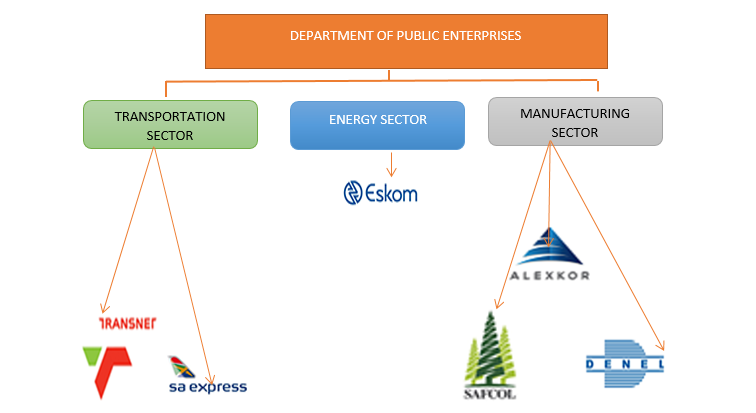 DEPARTMENT OF PUBLIC ENTERPRISES
TRANSPORTATION
SECTOR
ENERGY SECTOR
MANUFACTURING
SECTOR
Eskom
ALEXKOR
TRANSNET
sa express
SAFCOL
DENEL